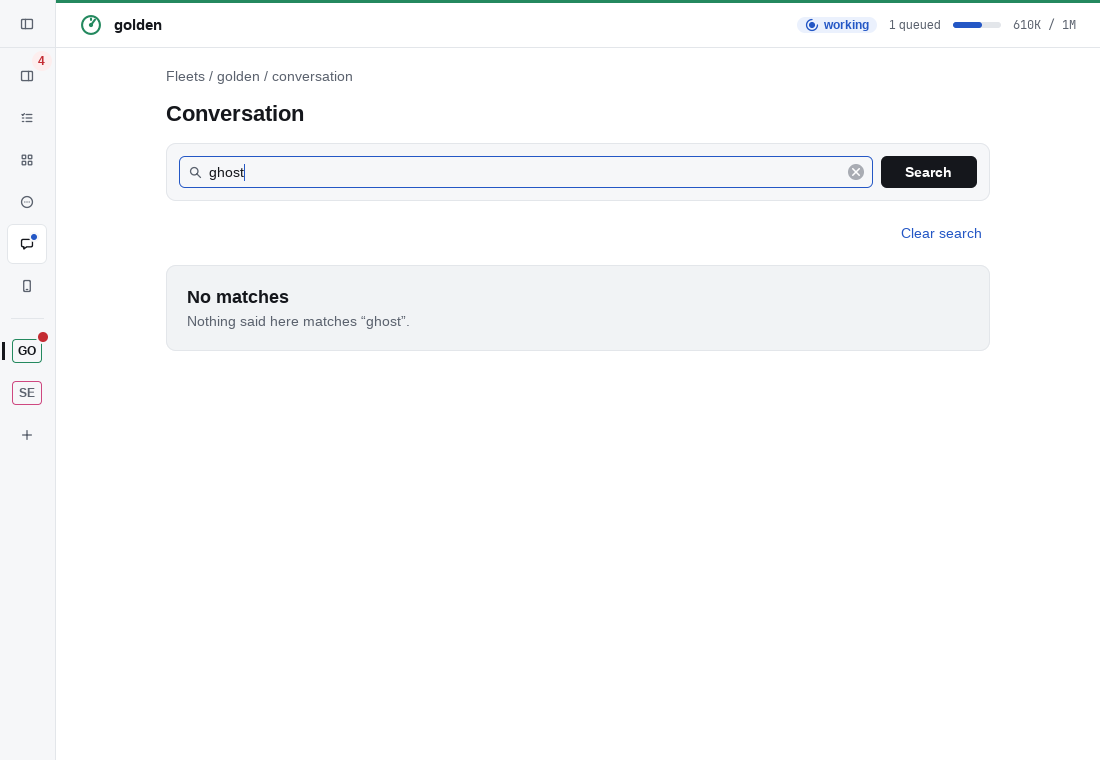 golden
working
1 queued
610K / 1M
4
Fleets / golden / conversation
Conversation
ghost
Search
Clear search
No matches
Nothing said here matches “ghost”.
GO
SE